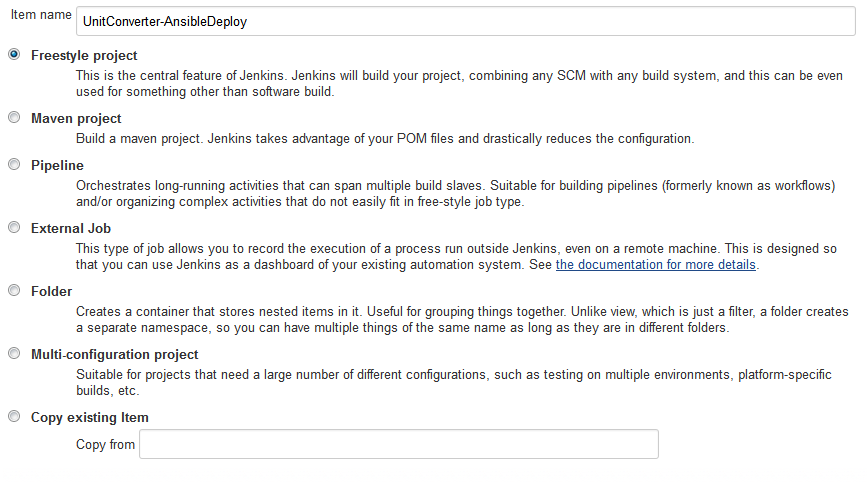 Item name UnitConverter-AnsibleDeploy
Freestyle project
This is the central feature of Jenkins. Jenkins will build your project, combining any SCM with any build system, and this can be even
used for something other than software build.
Maven project
Build a maven project. Jenkins takes advantage of your POM files and drastically reduces the configuration.
Pipeline
Orchestrates long-running activities that can span multiple build slaves. Suitable for building pipelines (formerly known as workflows)
and/or organizing complex activities that do not easily fit in free-style job type.
External Job
This type of job allows you to record the execution of a process run outside Jenkins, even on a remote machine. This is designed so
that you can use Jenkins as a dashboard of your existing automation system. See the documentation for more details.
Folder
Creates a container that stores nested items in it. Useful for grouping things together. Unlike view, which is just a filter, a folder creates
a separate namespace, so you can have multiple things of the same name as long as they are in different folders.
Multi-configuration project
Suitable for projects that need a large number of different configurations, such as testing on multiple environments, platform-specific
builds, etc.
Copy existing Item
Copy from